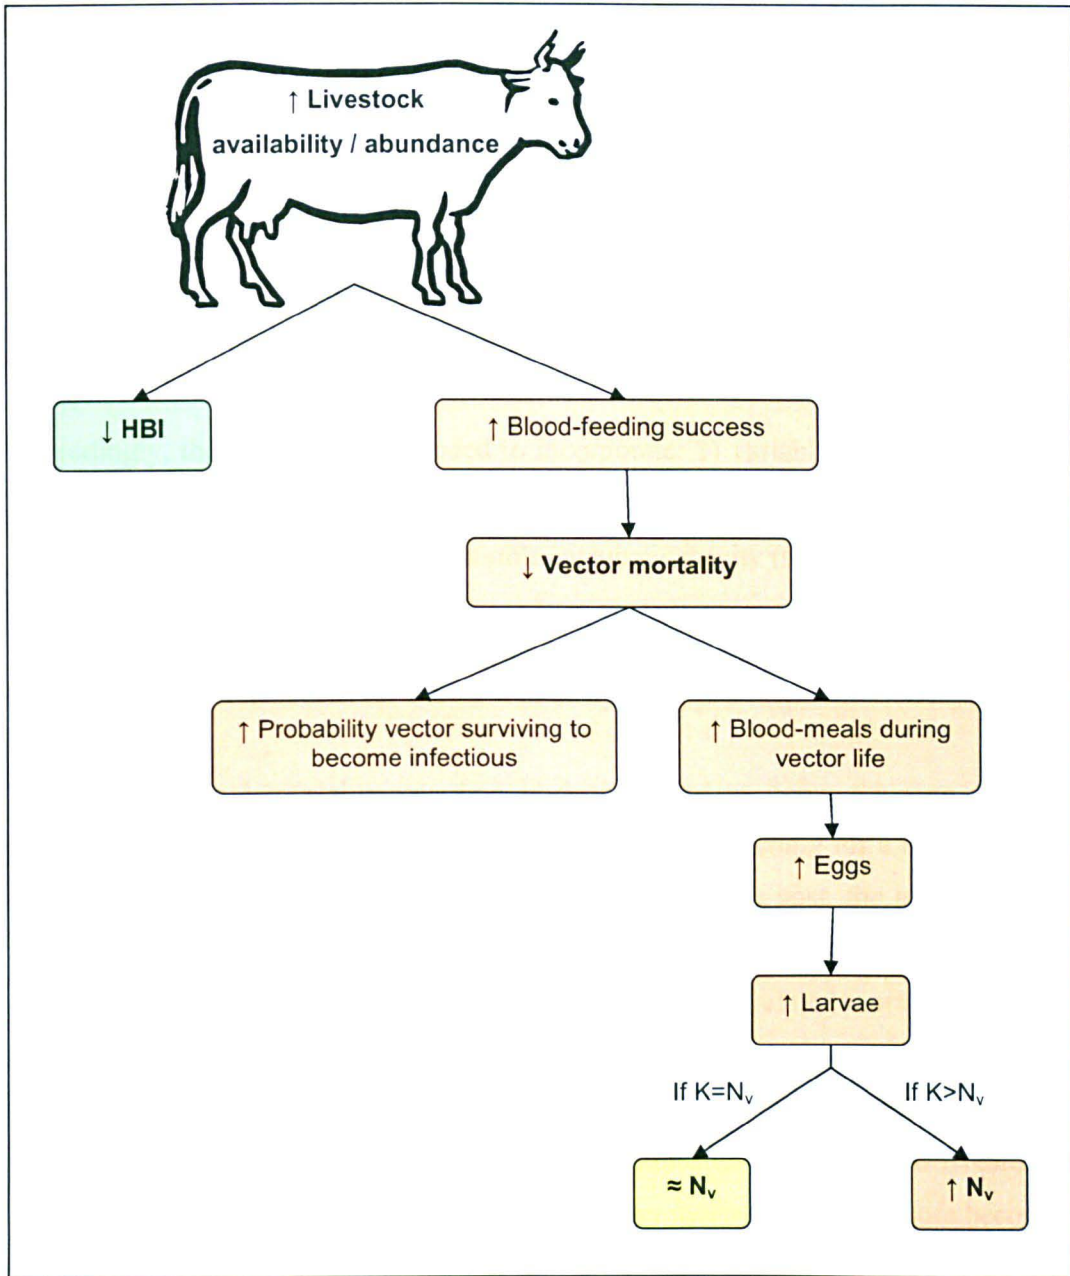 ↑ Livestock
availability / abundance
↓ HBI
↑ Blood-feeding success
↓ Vector mortality
↑ Probability vector surviving to
become infectious
↑ Blood-meals during
vector life
↑ Eggs
↑ Larvae
If K=Nᵥ
If K>Nᵥ
≈ Nᵥ
↑ Nᵥ